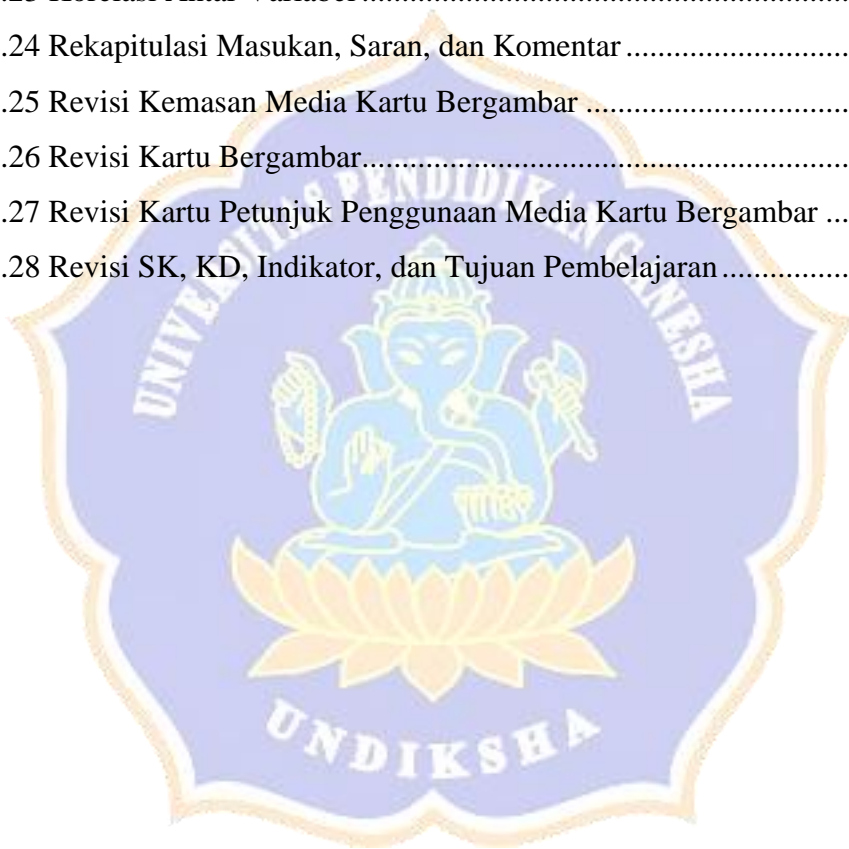 .23 Korelasi Antar Variabel ................................................................
.24 Rekapitulasi Masukan, Saran, dan Komentar ............................
.25 Revisi Kemasan Media Kartu Bergambar .................................
.26 Revisi Kartu Bergambar..............................................................
.27 Revisi Kartu Petunjuk Penggunaan Media Kartu Bergambar ...
.28 Revisi SK, KD, Indikator, dan Tujuan Pembelajaran................
UNIVERSITAS PENDIDIKAN GANESHA
UNDIKSHA